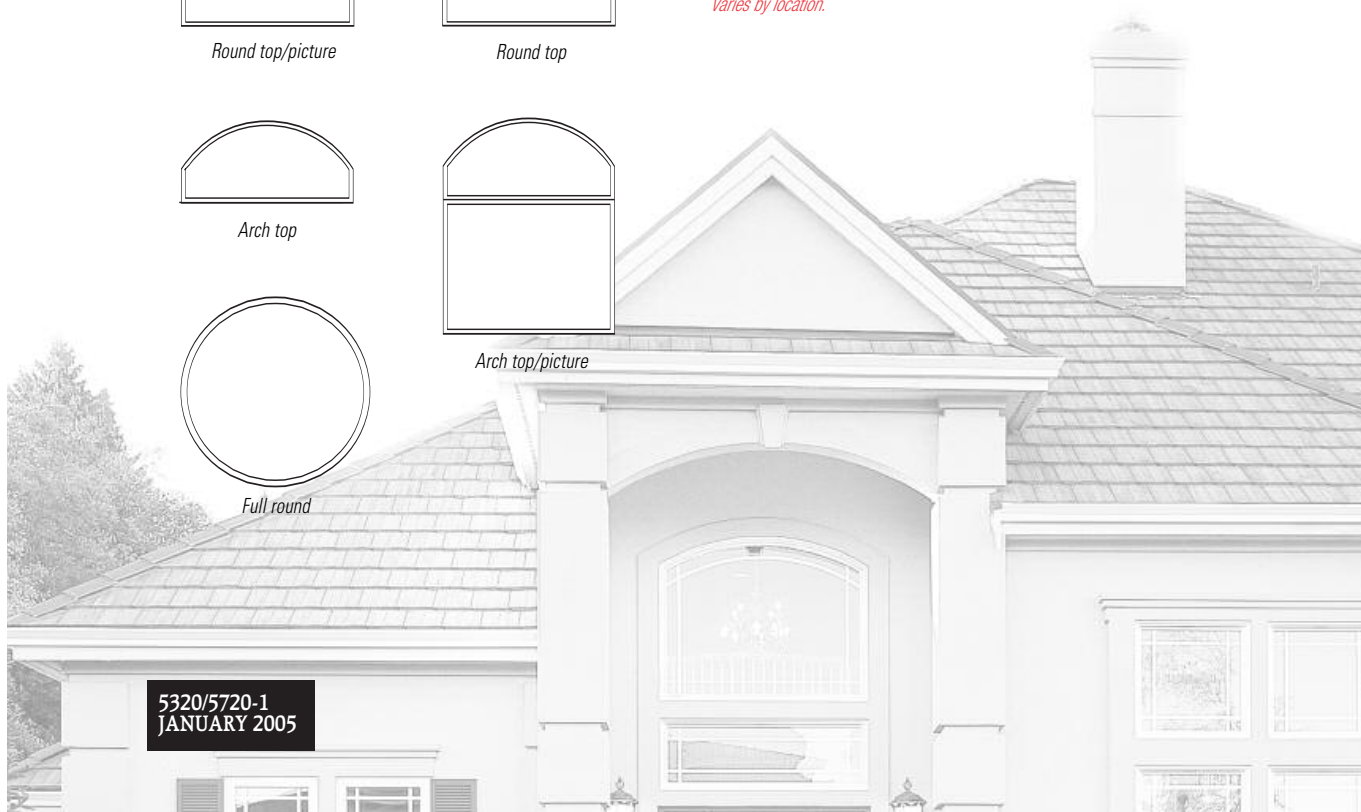 Varies by location.
Round top/picture
Round top
Arch top
Arch top/picture
Full round
5320/5720-1
JANUARY 2005